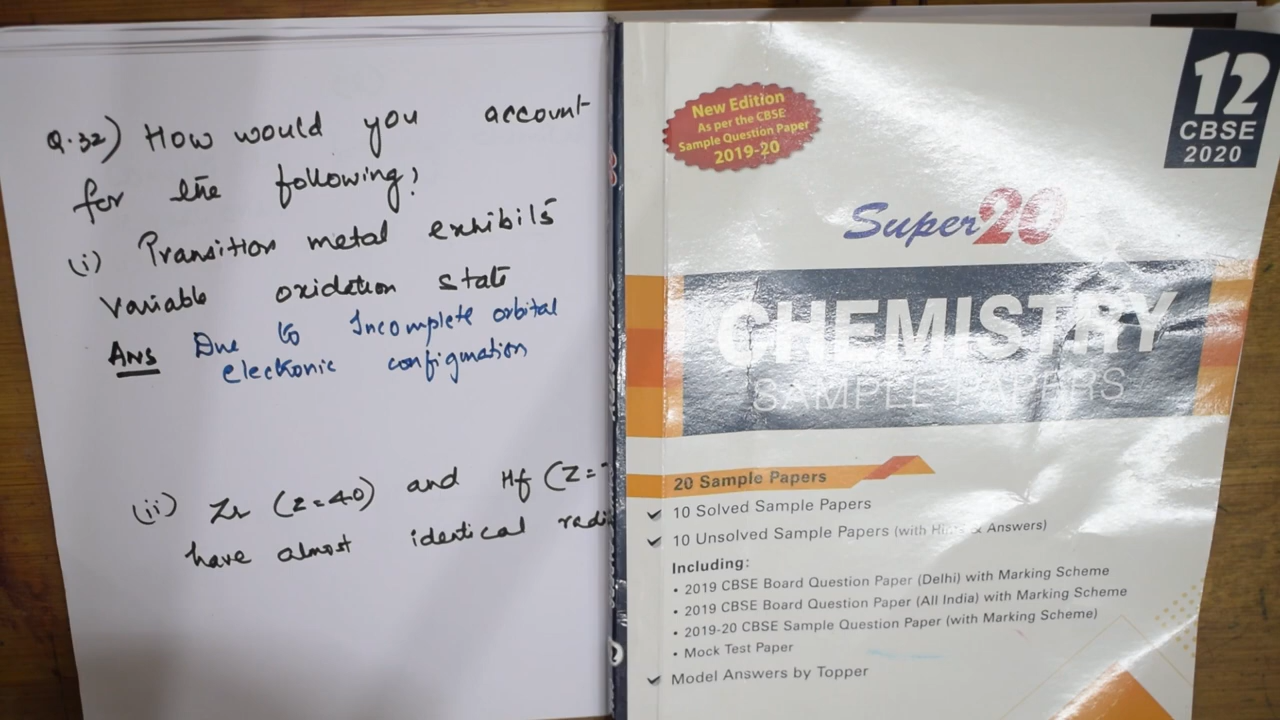 Q.32) How would you account
for the following?
(i) Transition metal exhibits
variable oxidation state
Ans Due to Incomplete orbital
electronic configuration
(ii) Zr (Z=40) and Hf (Z=
have almost identical radi
12
CBSE
2020
New Edition
As per the CBSE
Sample Question Paper
2019-20
Super20
CHEMISTRY
SAMPLE PAPERS
20 Sample Papers
10 Solved Sample Papers
10 Unsolved Sample Papers (with Hints & Answers)
Including:
• 2019 CBSE Board Question Paper (Delhi) with Marking Scheme
• 2019 CBSE Board Question Paper (All India) with Marking Scheme
• 2019-20 CBSE Sample Question Paper (with Marking Scheme)
• Mock Test Paper
Model Answers by Topper